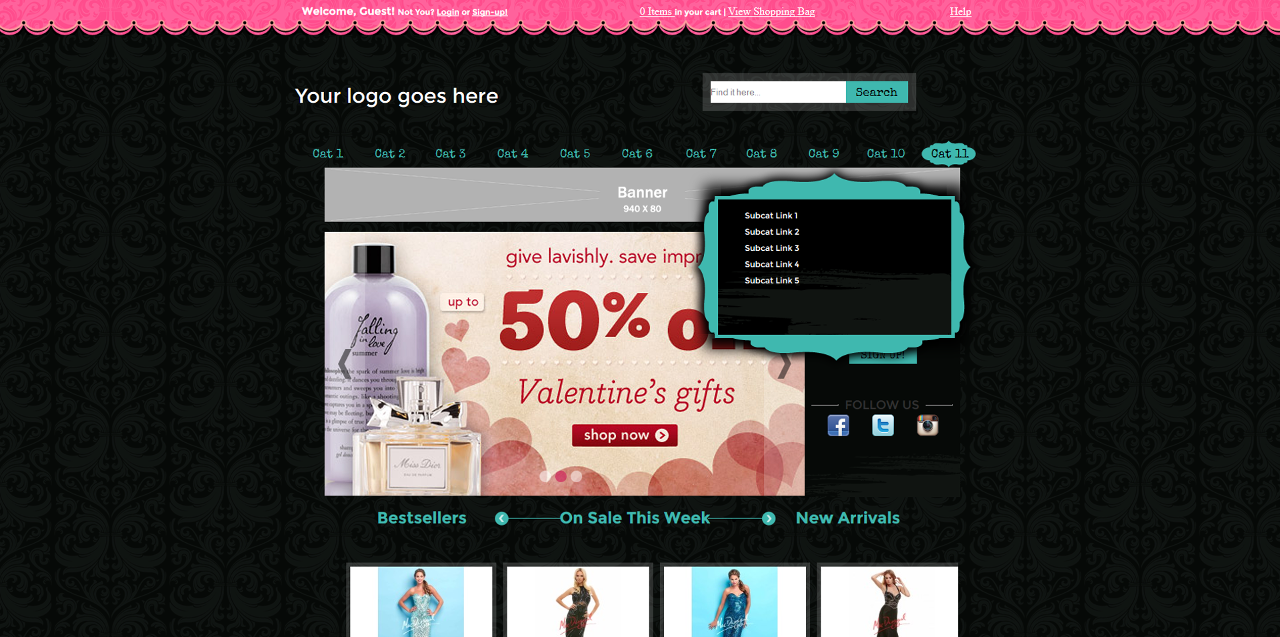 Welcome, Guest! Not You? Login or Sign-up!
0 Items in your cart | View Shopping Bag
Help
Your logo goes here
Find it here...
Search
Cat 1 Cat 2 Cat 3 Cat 4 Cat 5 Cat 6 Cat 7 Cat 8 Cat 9 Cat 10 Cat 11
Banner
940 X 80
Subcat Link 1
Subcat Link 2
Subcat Link 3
Subcat Link 4
Subcat Link 5
give lavishly. save impr
up to
50% o
Valentine's gifts
shop now
falling
in love
summer
Miss Dior
SIGN UP!
FOLLOW US
Bestsellers
On Sale This Week
New Arrivals